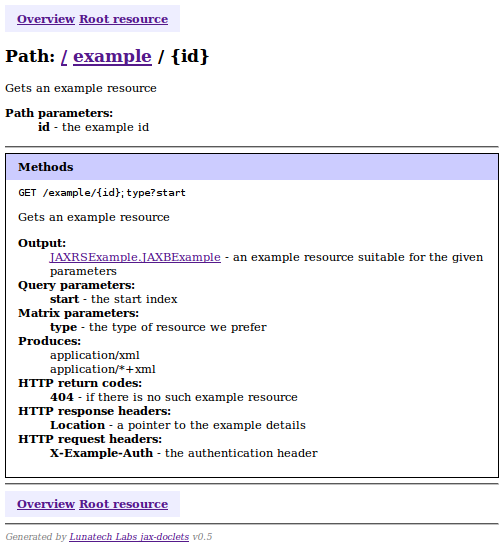 Overview Root resource
Path: / example / {id}
Gets an example resource
Path parameters:
id - the example id
Methods
GET /example/{id};type?start
Gets an example resource
Output:
JAXRSExample.JAXBExample - an example resource suitable for the given
parameters
Query parameters:
start - the start index
Matrix parameters:
type - the type of resource we prefer
Produces:
application/xml
application/*+xml
HTTP return codes:
404 - if there is no such example resource
HTTP response headers:
Location - a pointer to the example details
HTTP request headers:
X-Example-Auth - the authentication header
Overview Root resource
Generated by Lunatech Labs jax-doclets v0.5